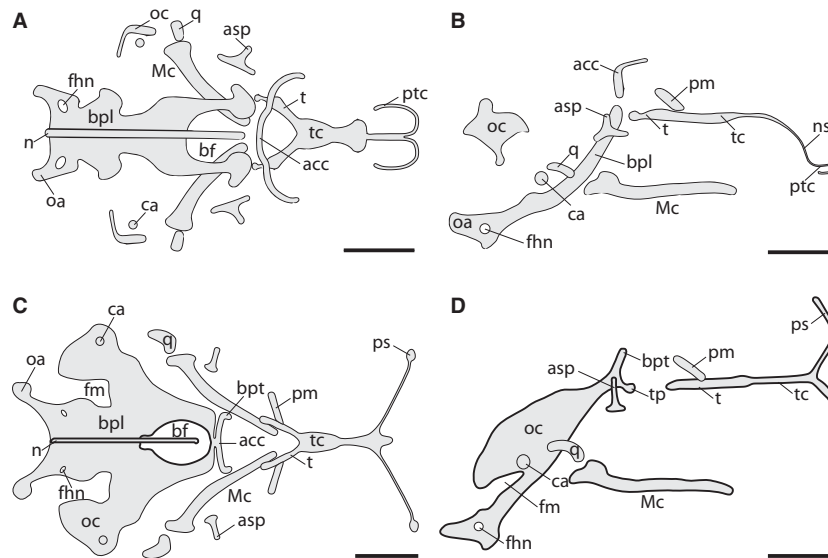 A
oc
q
asp
Mc
fhn
t
ptc
bpl
tc
n
bf
acc
oa
ca
B
acc
pm
asp
ns
oc
t
tc
q
bpl
ptc
ca
Mc
oa
fhn
C
ca
q
ps
oa
bpt
pm
fm
bpl
bf
n
acc
tc
t
fhn
Mc
oc
asp
D
ps
bpt
pm
asp
tp
t
tc
oc
q
ca
Mc
fm
fhn